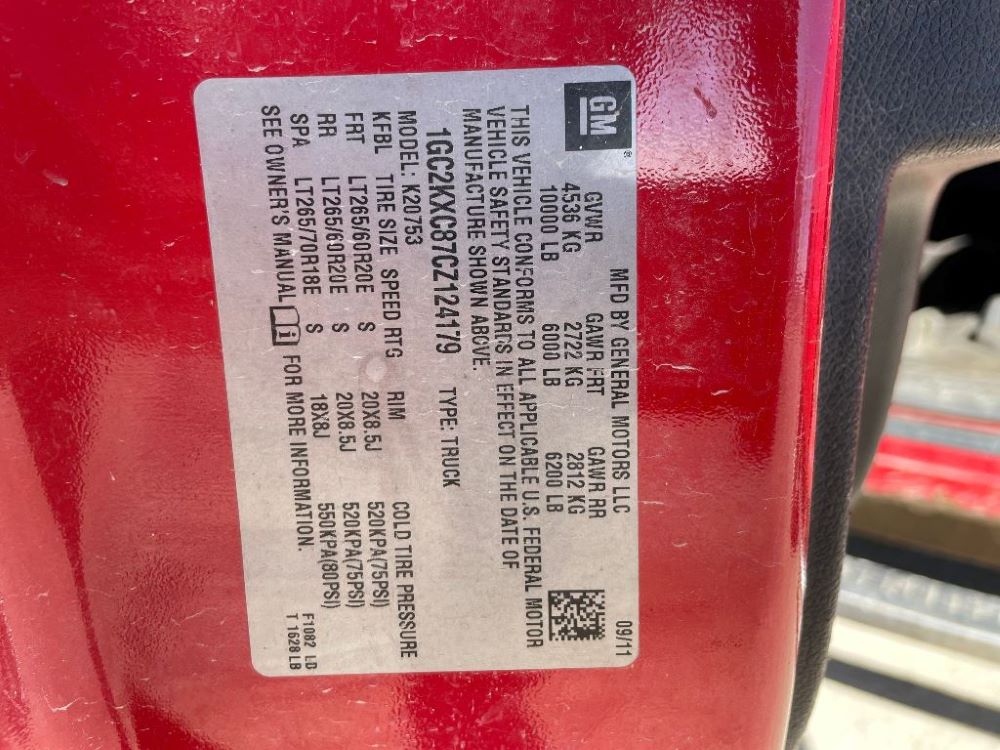 GM
MFD BY GENERAL MOTORS LLC 09/11
GVWR GAWR FRT GAWR RR
4536 KG 2722 KG 2812 KG
10000 LB 6000 LB 6200 LB
THIS VEHICLE CONFORMS TO ALL APPLICABLE U.S. FEDERAL MOTOR
VEHICLE SAFETY STANDARDS IN EFFECT ON THE DATE OF
MANUFACTURE SHOWN ABOVE.
1GC2KXC87CZ124179 TYPE: TRUCK
MODEL: K20753
KFBL TIRE SIZE SPEED RTG RIM COLD TIRE PRESSURE
FRT LT265/60R20E S 20X8.5J 520KPA(75PSI)
RR LT265/60R20E S 20X8.5J 520KPA(75PSI)
SPA LT265/70R18E S 18X8J 550KPA(80PSI)
SEE OWNER'S MANUAL FOR MORE INFORMATION.
F1082 LD
T 1628 LB